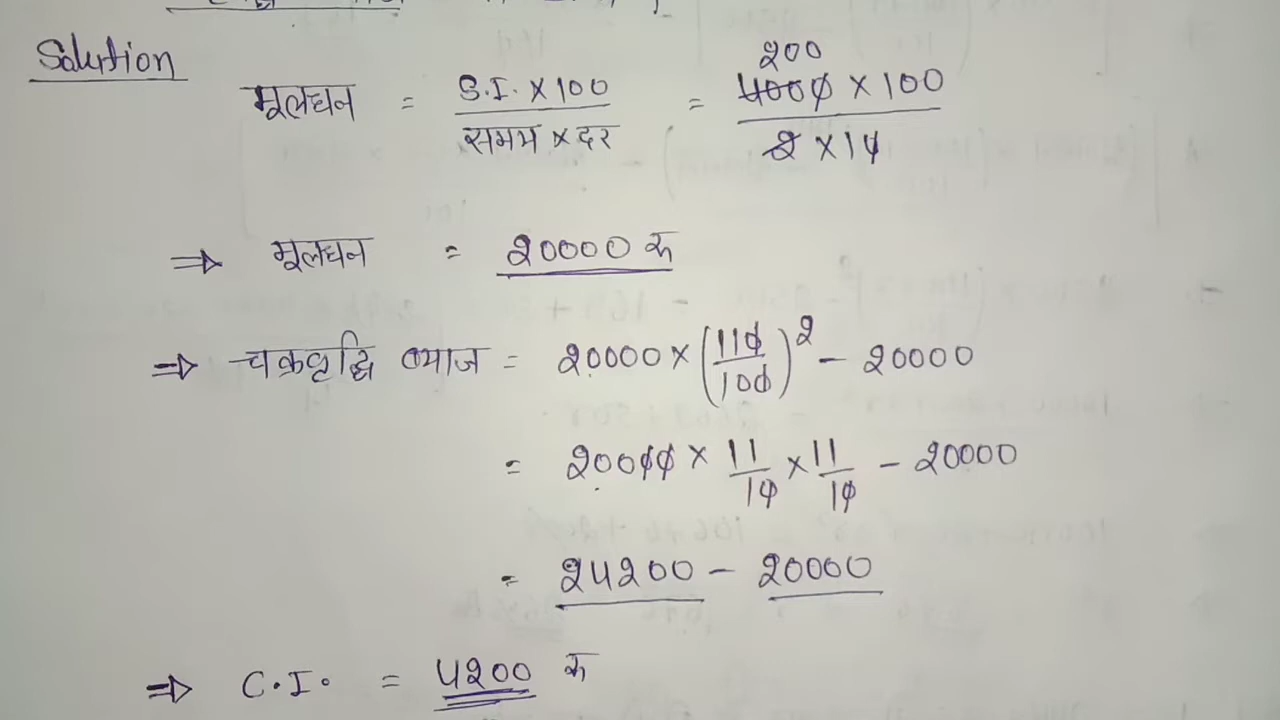 Solution
200
मूलधन = S.I. × 100 / समय × दर = 4000 × 100 / 2 × 10
⇒ मूलधन = 20000 रु
⇒ चक्रवृद्धि ब्याज = 20000 × (110/100)² − 20000
= 20000 × 11/10 × 11/10 − 20000
= 24200 − 20000
⇒ C.I. = 4200 रु